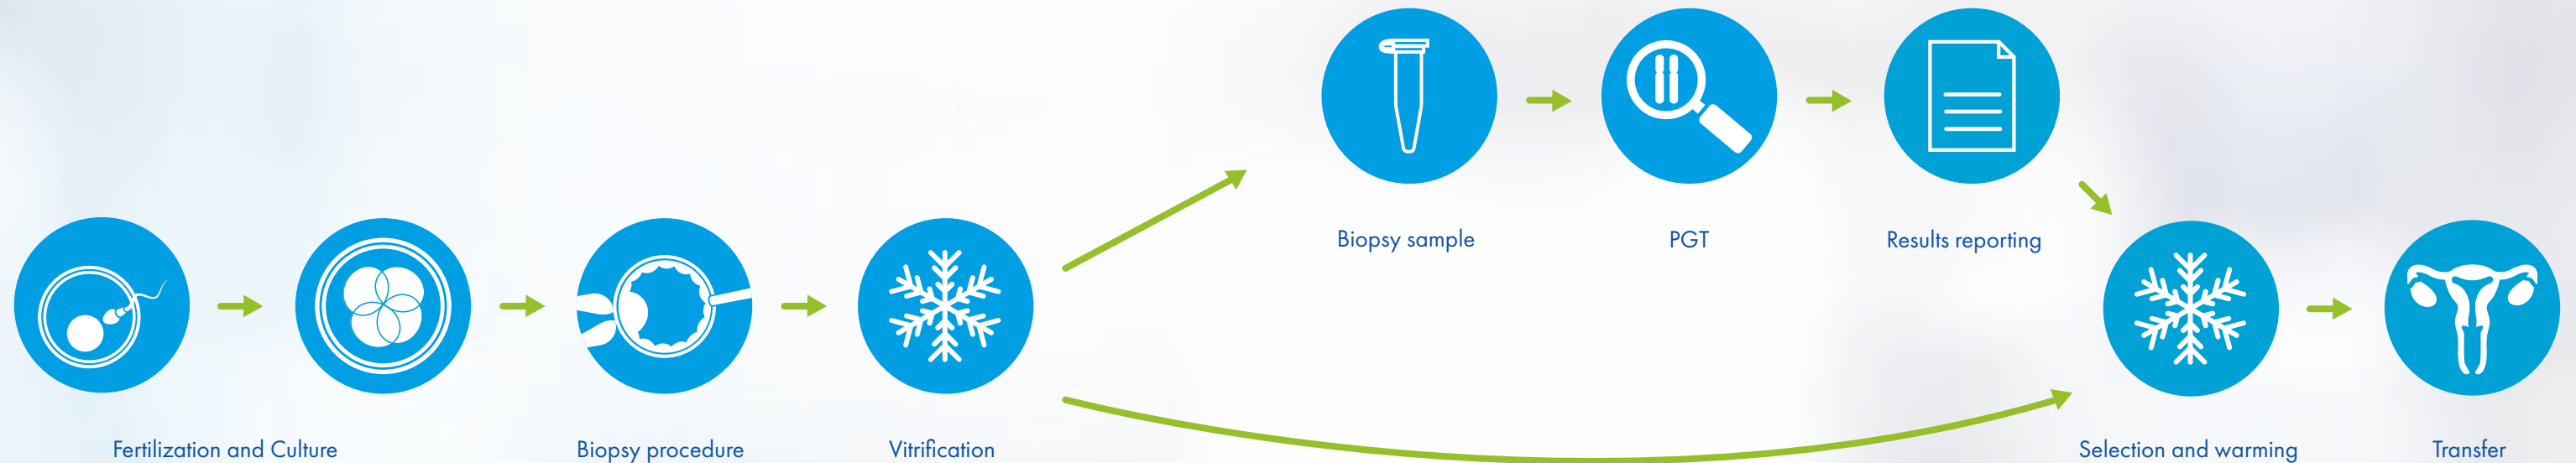 Biopsy sample
PGT
Results reporting
Fertilization and Culture
Biopsy procedure
Vitrification
Selection and warming
Transfer